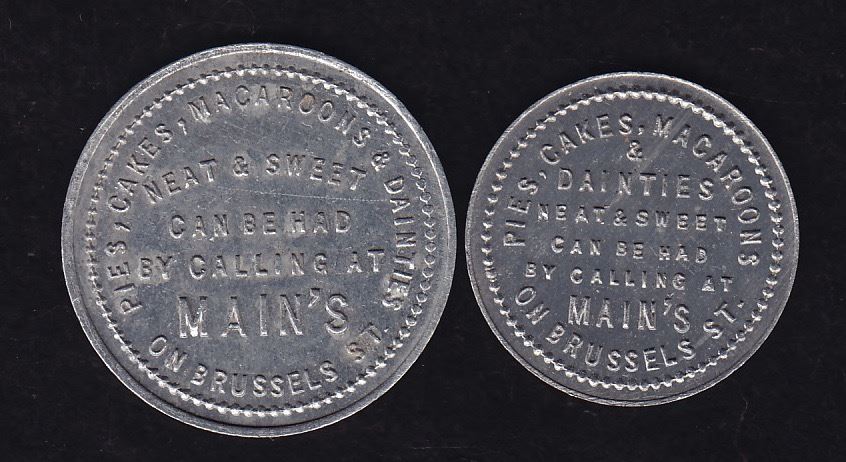 PIES, CAKES, MACAROONS & DAINTIES
NEAT & SWEET
CAN BE HAD
BY CALLING AT
MAIN'S
ON BRUSSELS ST.
PIES, CAKES, MACAROONS
&
DAINTIES
NEAT & SWEET
CAN BE HAD
BY CALLING AT
MAIN'S
ON BRUSSELS ST.